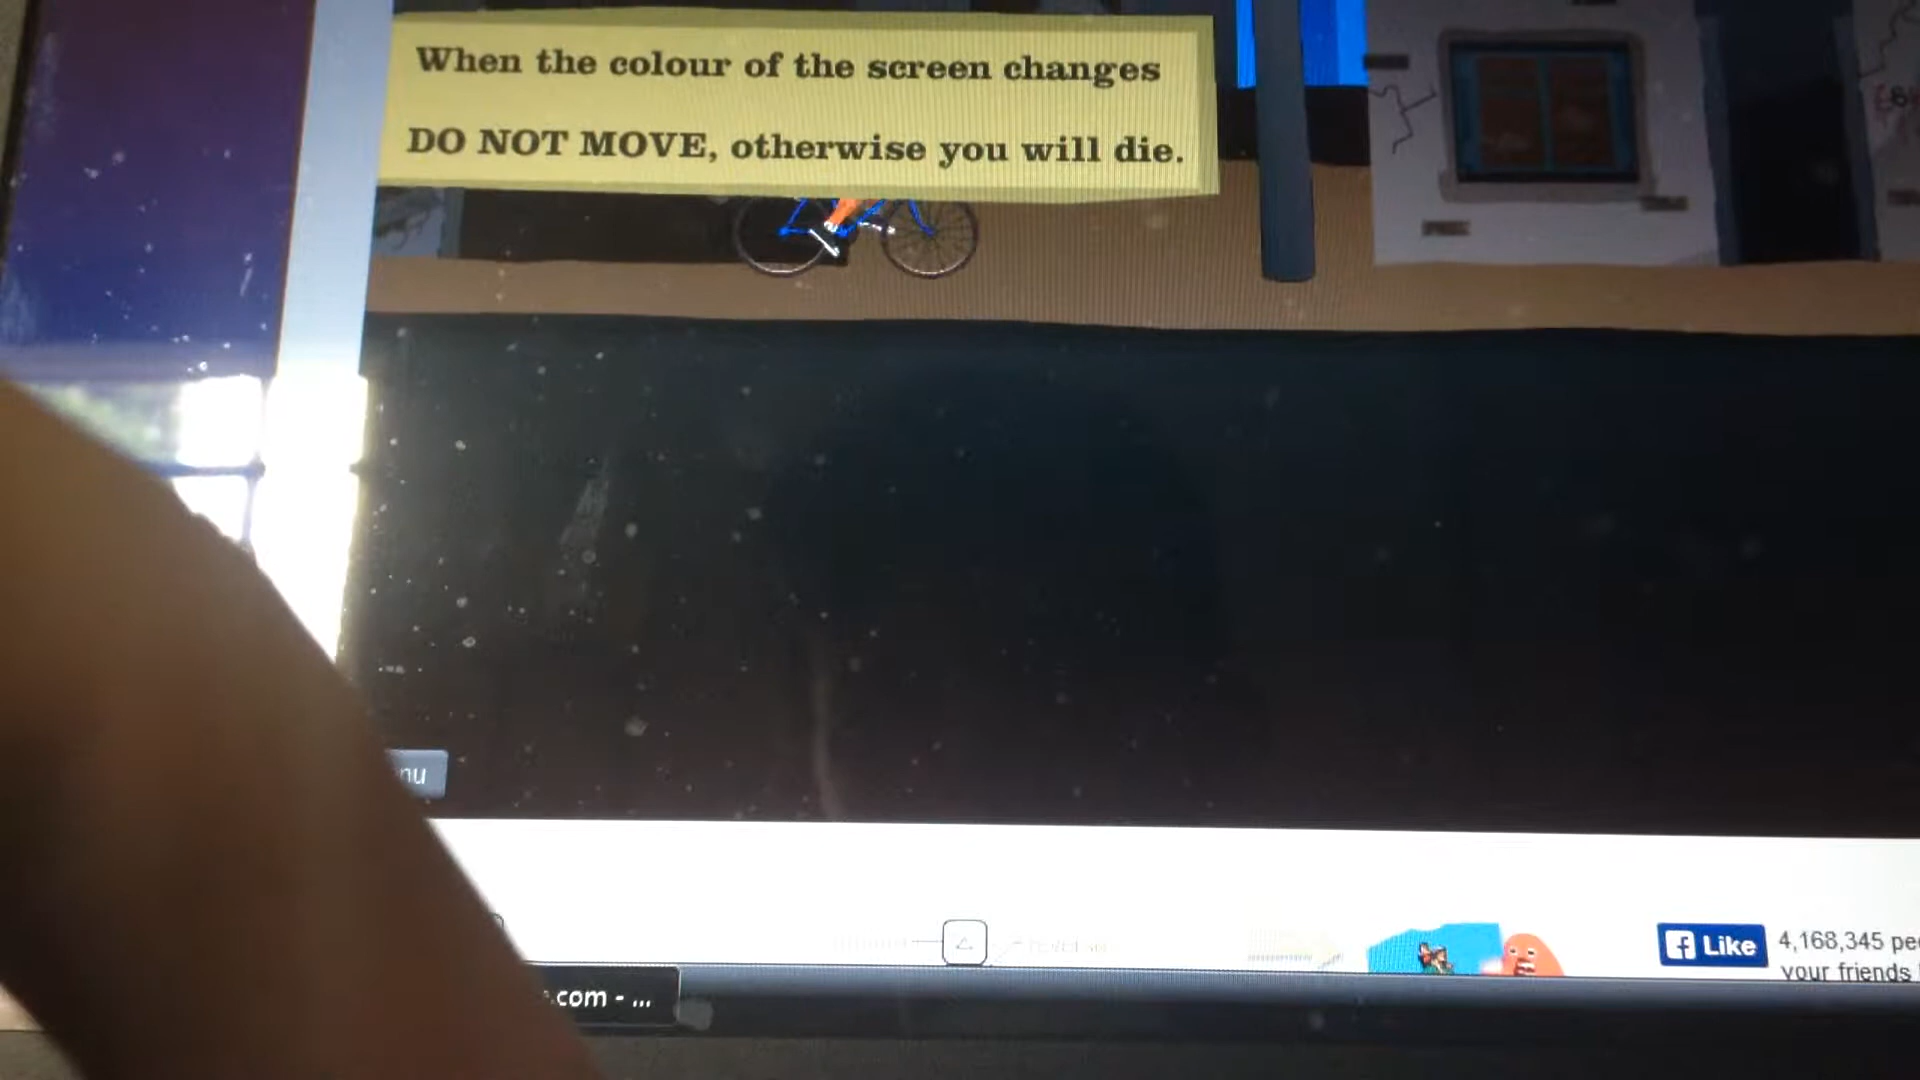 When the colour of the screen changes
DO NOT MOVE, otherwise you will die.
nu
Like
4,168,345 pe
your friends
.com - ...